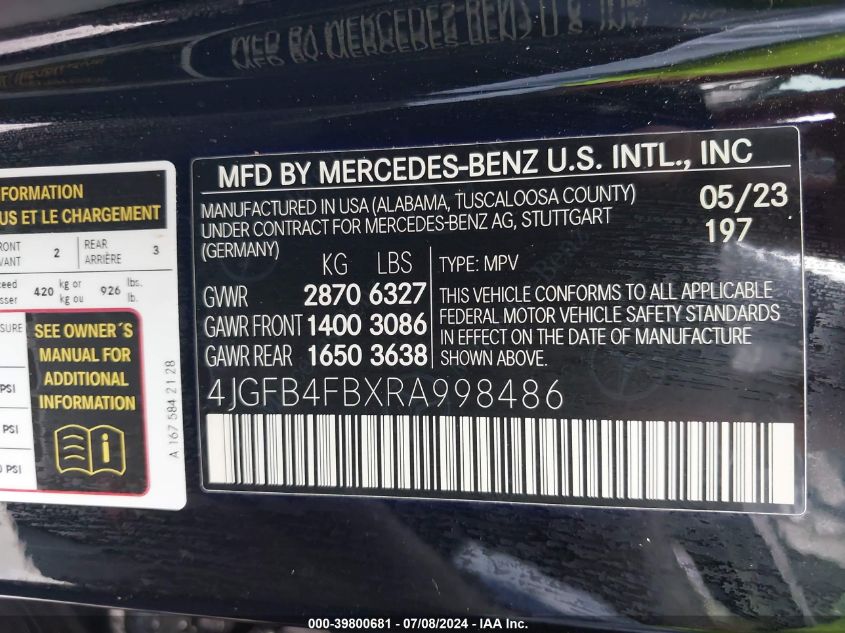 MFD BY MERCEDES-BENZ U.S. INTL., INC
MANUFACTURED IN USA (ALABAMA, TUSCALOOSA COUNTY) 05/23
UNDER CONTRACT FOR MERCEDES-BENZ AG, STUTTGART 197
(GERMANY)
KG LBS
TYPE: MPV
GVWR 2870 6327
GAWR FRONT 1400 3086
GAWR REAR 1650 3638
THIS VEHICLE CONFORMS TO ALL APPLICABLE
FEDERAL MOTOR VEHICLE SAFETY STANDARDS
IN EFFECT ON THE DATE OF MANUFACTURE
SHOWN ABOVE.
4JGFB4FBXRA998486
US ET LE CHARGEMENT
2 REAR 3
ARRIÈRE
420 kg or 926 lbs.
kg ou lb.
SEE OWNER´S
MANUAL FOR
ADDITIONAL
INFORMATION
PSI
PSI
PSI
A 167 584 21 28
000-39800681 / 07/08/2024 - IAA Inc.